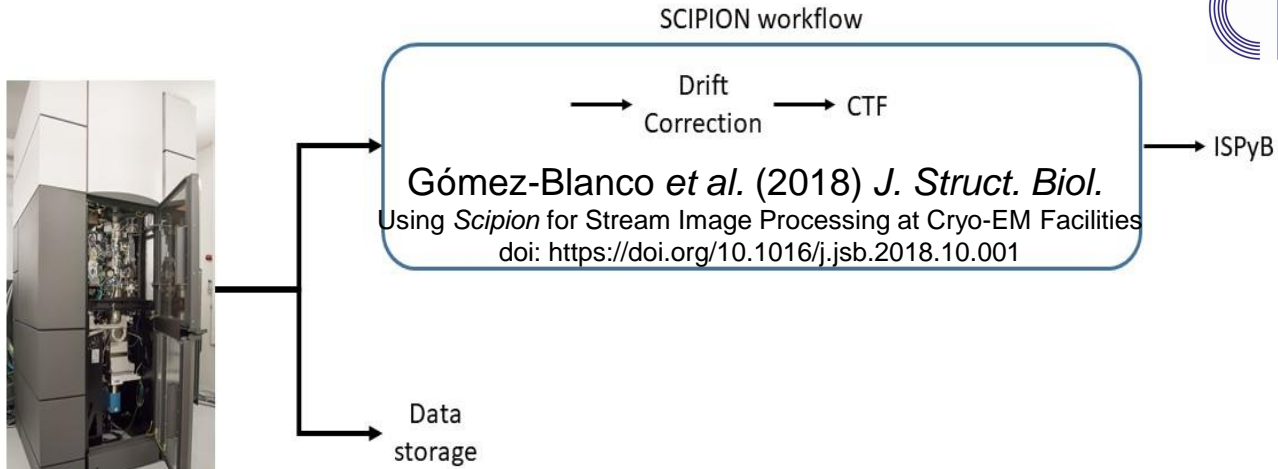 SCIPION workflow
Drift
Correction
CTF
ISPyB
Gómez-Blanco et al. (2018) J. Struct. Biol.
Using Scipion for Stream Image Processing at Cryo-EM Facilities
doi: https://doi.org/10.1016/j.jsb.2018.10.001
Data
storage